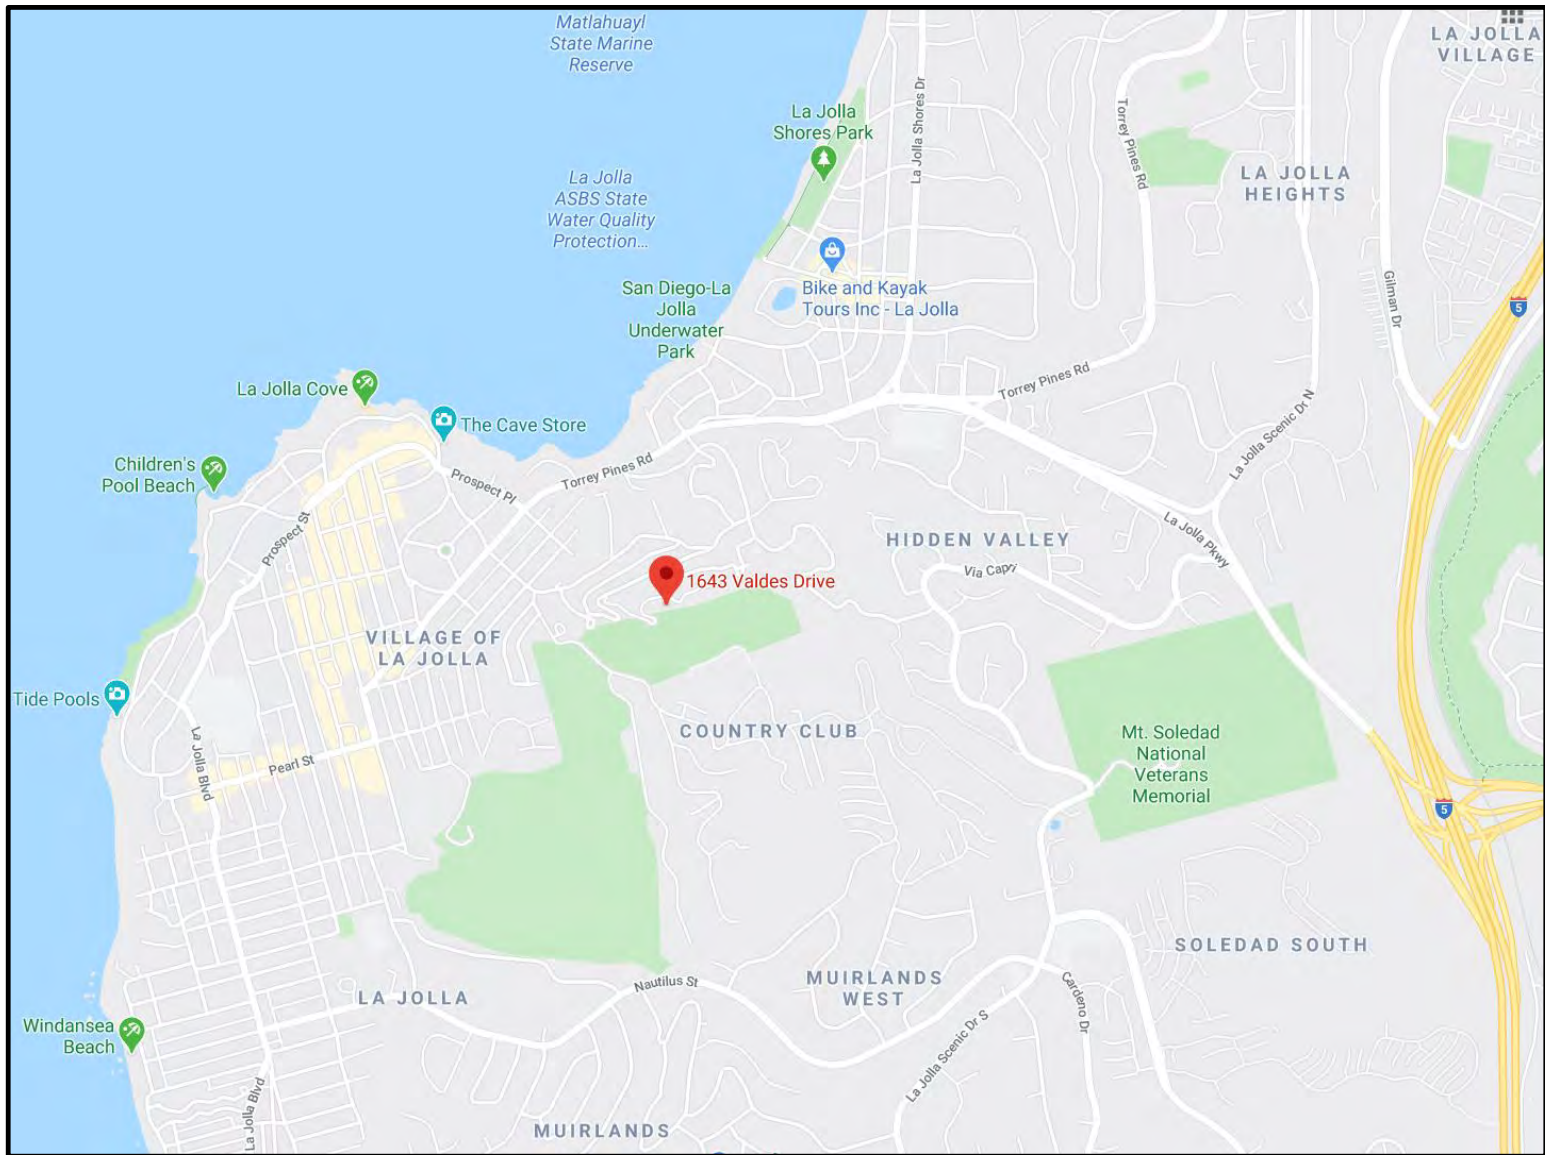 Matlahuayl
State Marine
Reserve
LA JOLLA
VILLAGE
La Jolla
Shores Park
La Jolla Shores Dr
Torrey Pines Rd
LA JOLLA
HEIGHTS
La Jolla
ASBS State
Water Quality
Protection...
San Diego-La
Jolla
Underwater
Park
Bike and Kayak
Tours Inc - La Jolla
Gilman Dr
5
La Jolla Cove
The Cave Store
Torrey Pines Rd
La Jolla Scenic Dr N
Children's
Pool Beach
Prospect Pl
Torrey Pines Rd
Prospect St
La Jolla Pkwy
HIDDEN VALLEY
Via Capri
1643 Valdes Drive
VILLAGE OF
LA JOLLA
Tide Pools
La Jolla Blvd
Pearl St
COUNTRY CLUB
Mt. Soledad
National
Veterans
Memorial
5
SOLEDAD SOUTH
MUIRLANDS
WEST
Nautilus St
Cardeno Dr
LA JOLLA
Windansea
Beach
La Jolla Scenic Dr S
La Jolla Blvd
MUIRLANDS